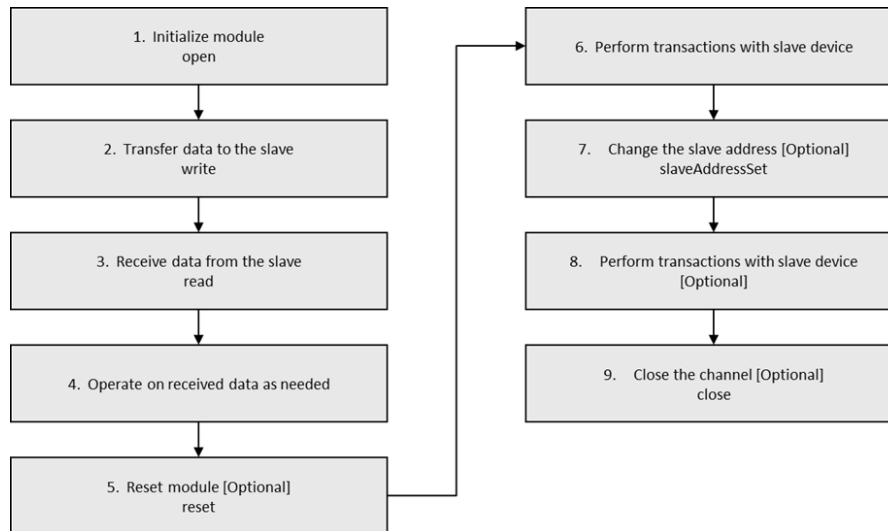 1. Initialize module
open
2. Transfer data to the slave
write
3. Receive data from the slave
read
4. Operate on received data as needed
5. Reset module [Optional]
reset
6. Perform transactions with slave device
7. Change the slave address [Optional]
slaveAddressSet
8. Perform transactions with slave device
[Optional]
9. Close the channel [Optional]
close